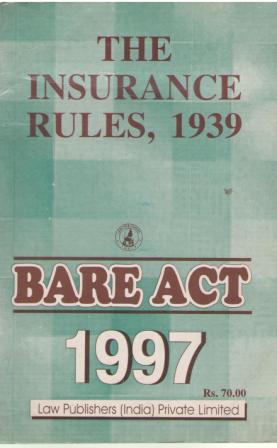 THE
INSURANCE
RULES, 1939
BARE ACT
1997
Rs. 70.00
Law Publishers (India) Private Limited